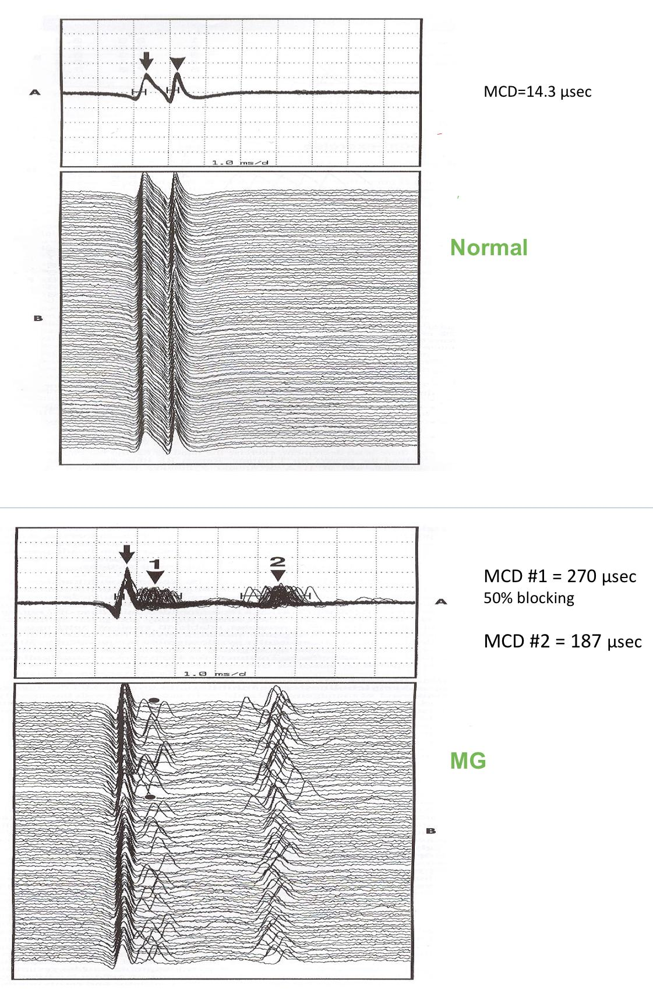 A
MCD=14.3 µsec
1.0 ms/d
Normal
B
1
2
MCD #1 = 270 µsec
50% blocking
A
MCD #2 = 187 µsec
1.0 ms/d
MG
B